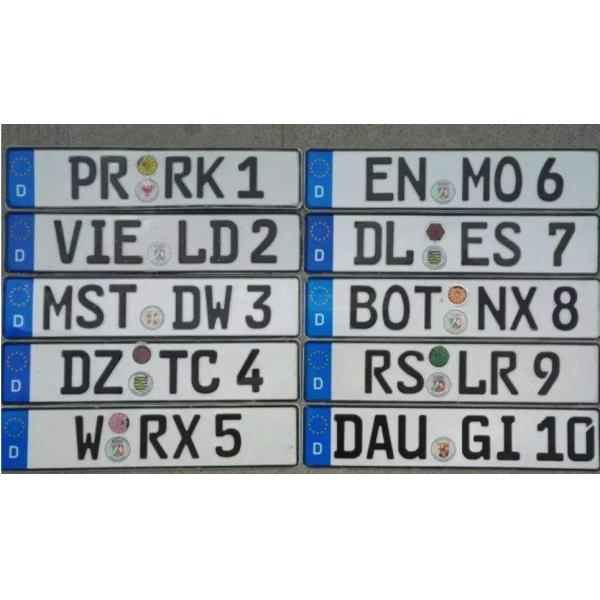 D PR RK 1
D VIE LD 2
D MST DW 3
D DZ TC 4
D W RX 5
D EN MO 6
D DL ES 7
D BOT NX 8
D RS LR 9
D DAU GI 10